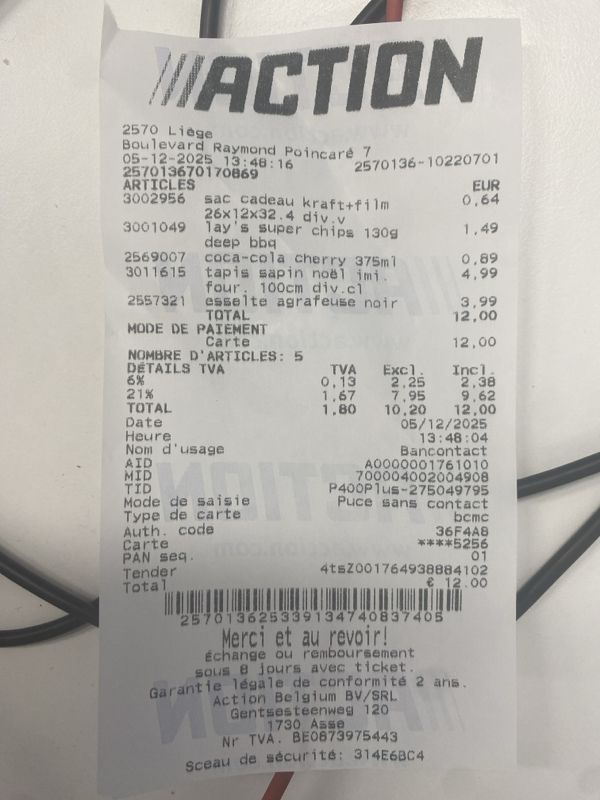 ///ACTION
2570 Liège
Boulevard Raymond Poincaré 7
05-12-2025 13:48:16 2570136-10220701
257013670170869
ARTICLES EUR
3002956 sac cadeau kraft+film 0,64
26x12x32.4 div.v
3001049 lay's super chips 130g 1,49
deep bbq
2569007 coca-cola cherry 375ml 0,89
3011615 tapis sapin noël imi. 4,99
four. 100cm div.cl
2557321 esselte agrafeuse noir 3,99
TOTAL 12,00
MODE DE PAIEMENT
Carte 12,00
NOMBRE D'ARTICLES: 5
DÉTAILS TVA TVA Excl. Incl.
6% 0,13 2,25 2,38
21% 1,67 7,95 9,62
TOTAL 1,80 10,20 12,00
Date 05/12/2025
Heure 13:48:04
Nom d'usage Bancontact
AID A0000001761010
MID 700004002004908
TID P400Plus-275049795
Mode de saisie Puce sans contact
Type de carte bcmc
Auth. code 36F4A8
Carte ****5256
PAN seq. 01
Tender 4tsZ001764938884102
Total € 12.00
257013625339134740837405
Merci et au revoir!
Échange ou remboursement
sous 8 jours avec ticket.
Garantie légale de conformité 2 ans.
Action Belgium BV/SRL
Gentsesteenweg 120
1730 Asse
Nr TVA. BE0873975443
Sceau de sécurité: 314E6BC4